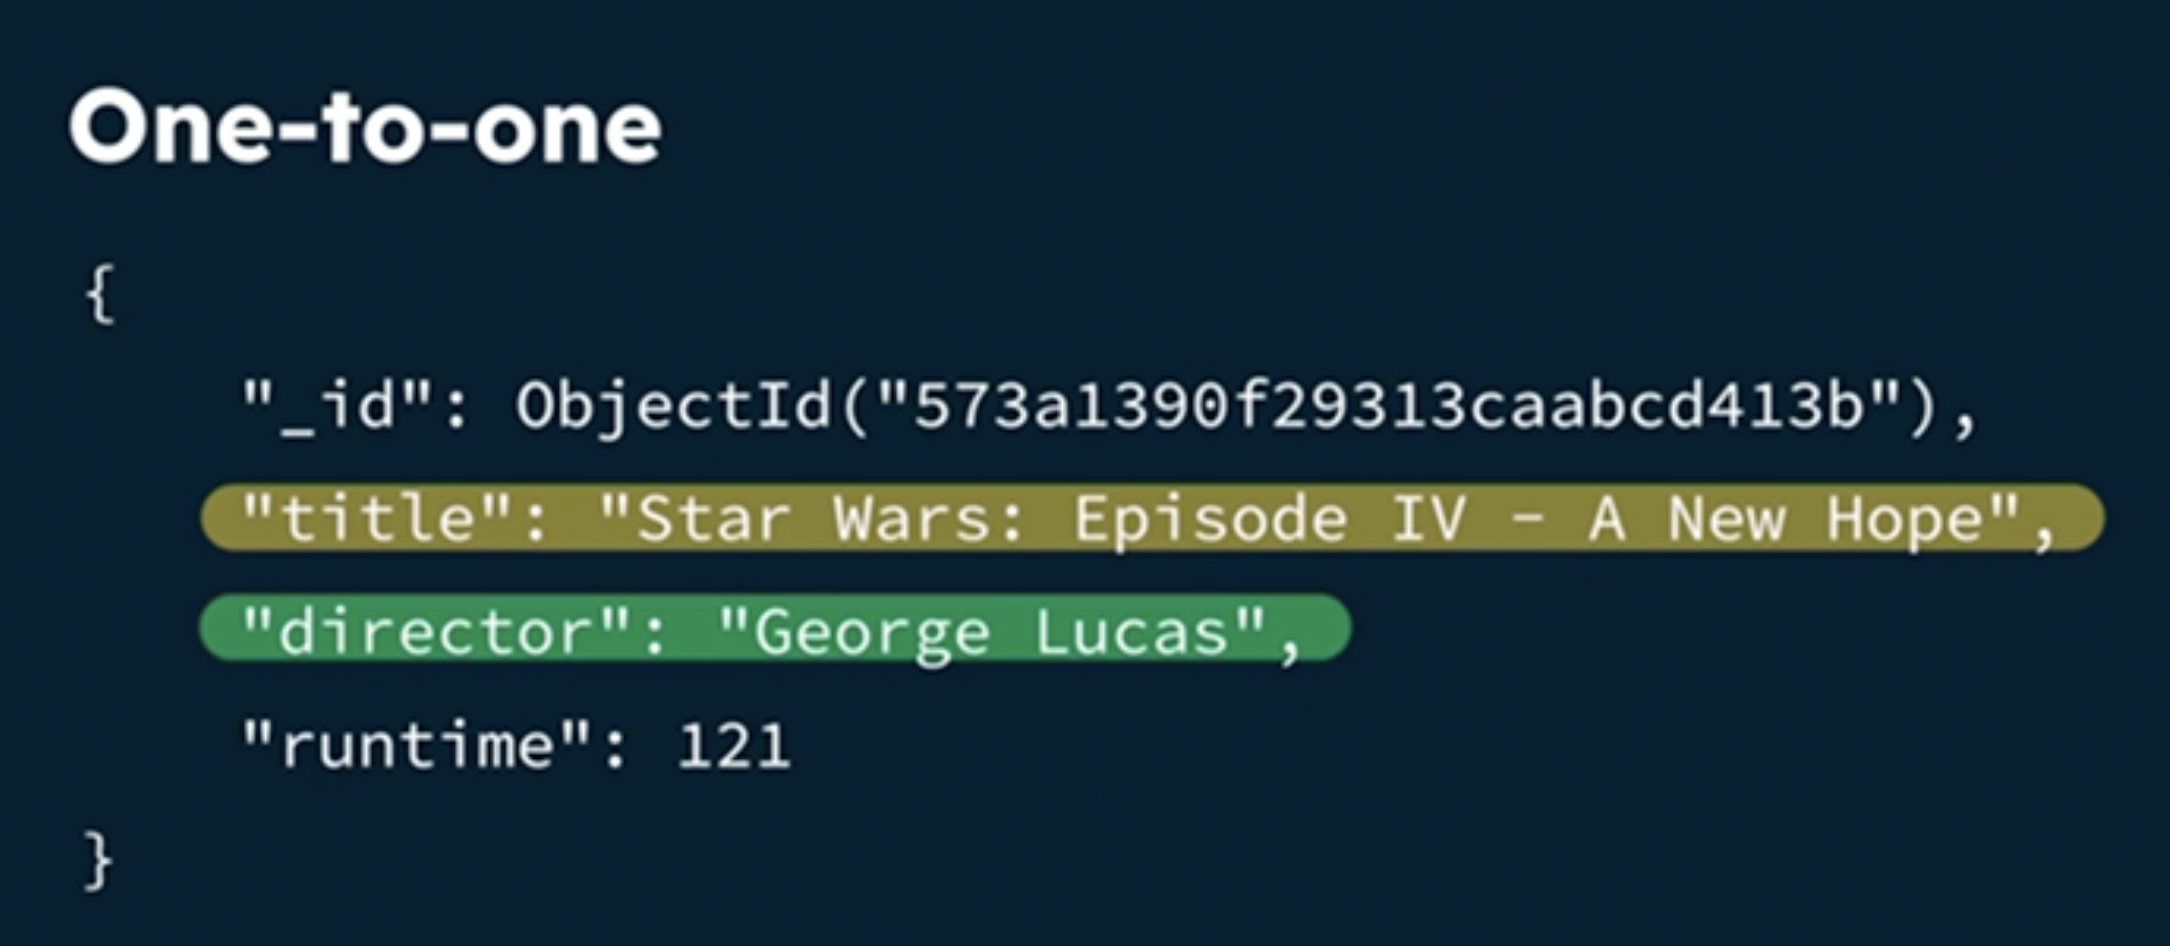 One-to-one
{
"_id": ObjectId("573a1390f29313caabcd413b"),
"title": "Star Wars: Episode IV – A New Hope",
"director": "George Lucas",
"runtime": 121
}